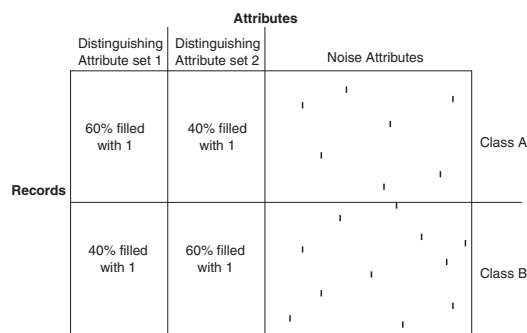 Attributes
Distinguishing
Attribute set 1
Distinguishing
Attribute set 2
Noise Attributes
60% filled
with 1
40% filled
with 1
Class A
Records
40% filled
with 1
60% filled
with 1
Class B